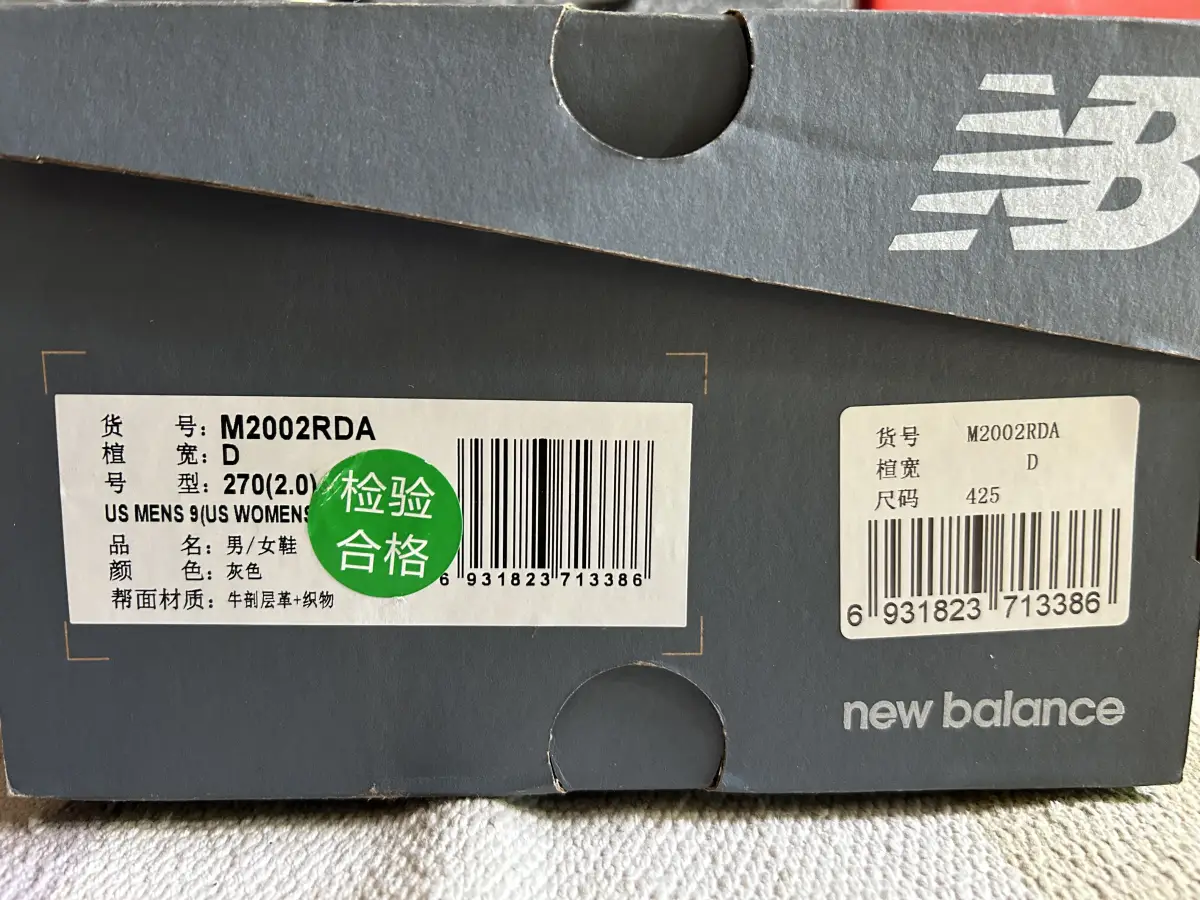 NB
货 号: M2002RDA
楦 宽: D
号 型: 270(2.0)
US MENS 9(US WOMENS
品 名: 男/女鞋
颜 色: 灰色
帮面材质: 牛剖层革+织物
检验
合格
6 931823 713386
货号 M2002RDA
楦宽 D
尺码 425
6 931823 713386
new balance